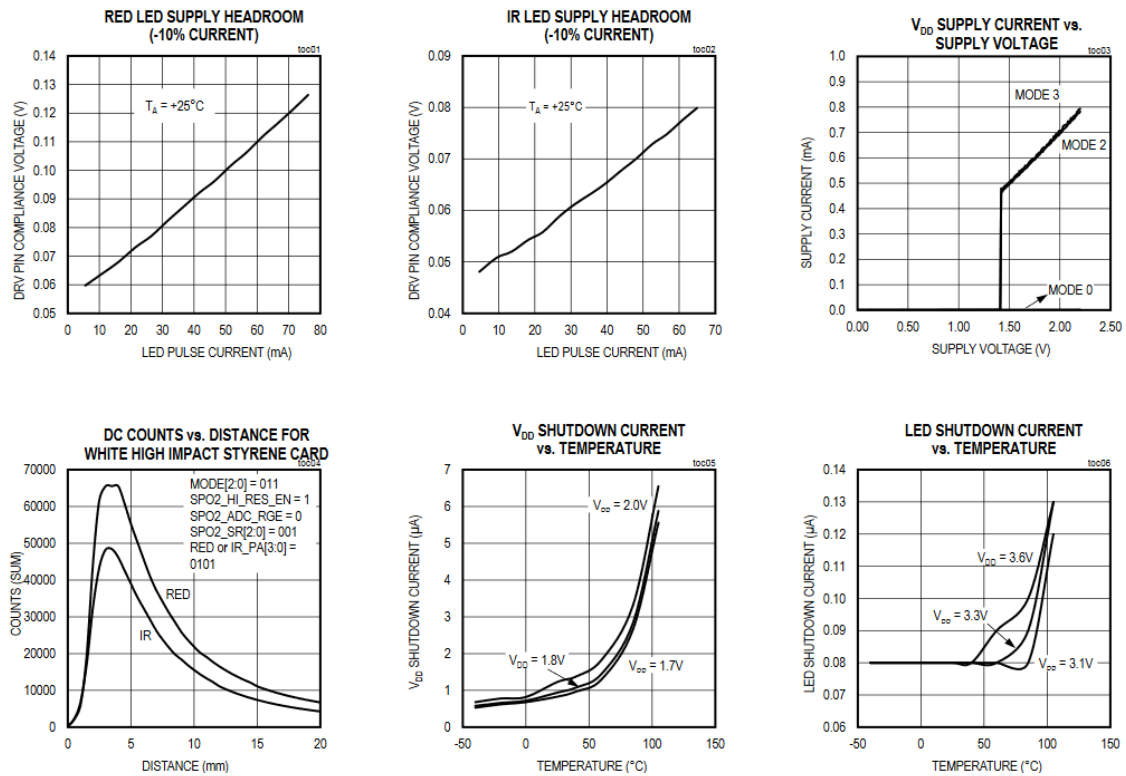 RED LED SUPPLY HEADROOM
(-10% CURRENT)
toc01
0.14
0.13
0.12
0.11
0.10
0.09
0.08
0.07
0.06
0.05
DRV PIN COMPLIANCE VOLTAGE (V)
T_A = +25°C
0 10 20 30 40 50 60 70 80
LED PULSE CURRENT (mA)
IR LED SUPPLY HEADROOM
(-10% CURRENT)
toc02
0.09
0.08
0.07
0.06
0.05
0.04
DRV PIN COMPLIANCE VOLTAGE (V)
T_A = +25°C
0 10 20 30 40 50 60 70
LED PULSE CURRENT (mA)
V_DD SUPPLY CURRENT vs.
SUPPLY VOLTAGE
toc03
1.0
0.9
0.8
0.7
0.6
0.5
0.4
0.3
0.2
0.1
0.0
SUPPLY CURRENT (mA)
MODE 3
MODE 2
MODE 0
0.00 0.50 1.00 1.50 2.00 2.50
SUPPLY VOLTAGE (V)
DC COUNTS vs. DISTANCE FOR
WHITE HIGH IMPACT STYRENE CARD
toc04
70000
60000
50000
40000
30000
20000
10000
0
COUNTS (SUM)
MODE[2:0] = 011
SPO2_HI_RES_EN = 1
SPO2_ADC_RGE = 0
SPO2_SR[2:0] = 001
RED or IR_PA[3:0] =
0101
RED
IR
0 5 10 15 20
DISTANCE (mm)
V_DD SHUTDOWN CURRENT
vs. TEMPERATURE
toc05
7
6
5
4
3
2
1
0
V_DD SHUTDOWN CURRENT (µA)
V_DD = 2.0V
V_DD = 1.8V
V_DD = 1.7V
-50 0 50 100 150
TEMPERATURE (°C)
LED SHUTDOWN CURRENT
vs. TEMPERATURE
toc06
0.14
0.13
0.12
0.11
0.10
0.09
0.08
0.07
0.06
LED SHUTDOWN CURRENT (µA)
V_DD = 3.6V
V_DD = 3.3V
V_DD = 3.1V
-50 0 50 100 150
TEMPERATURE (°C)